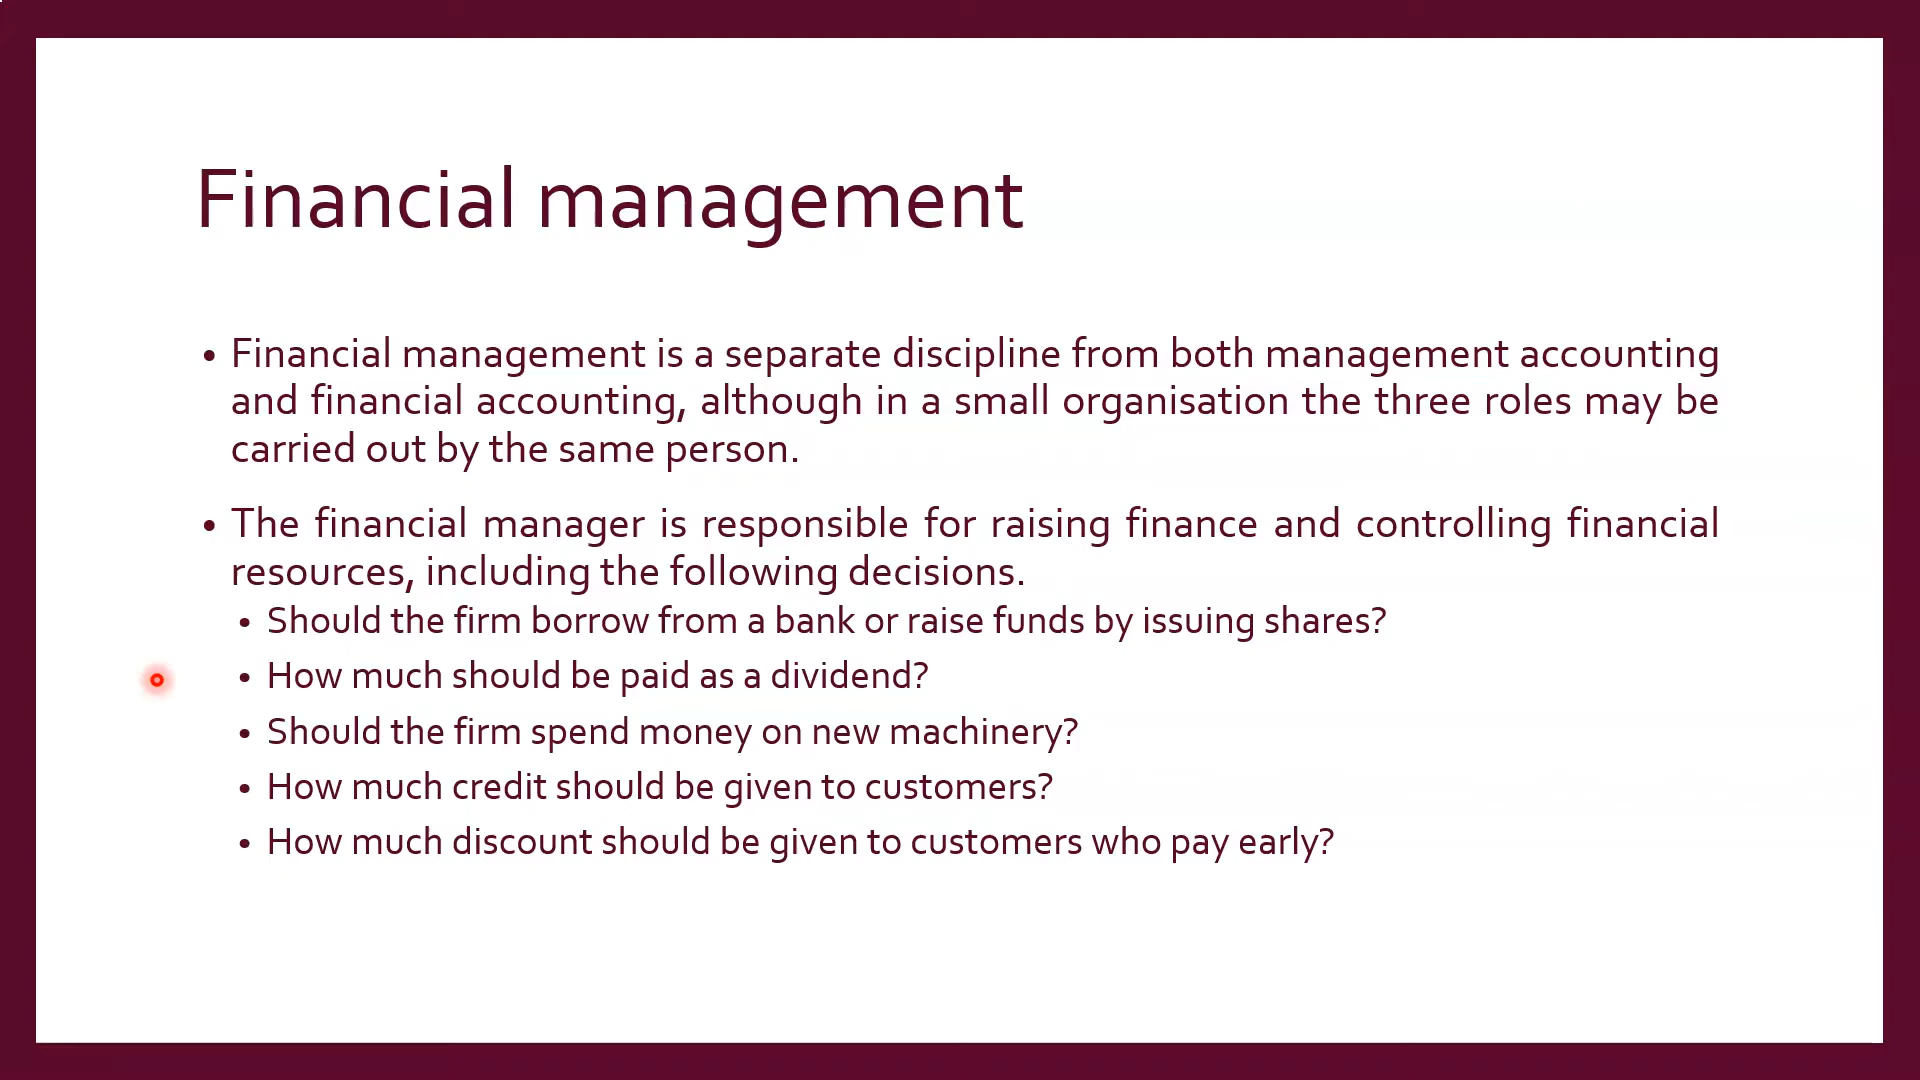 Financial management
• Financial management is a separate discipline from both management accounting
and financial accounting, although in a small organisation the three roles may be
carried out by the same person.
• The financial manager is responsible for raising finance and controlling financial
resources, including the following decisions.
• Should the firm borrow from a bank or raise funds by issuing shares?
• How much should be paid as a dividend?
• Should the firm spend money on new machinery?
• How much credit should be given to customers?
• How much discount should be given to customers who pay early?